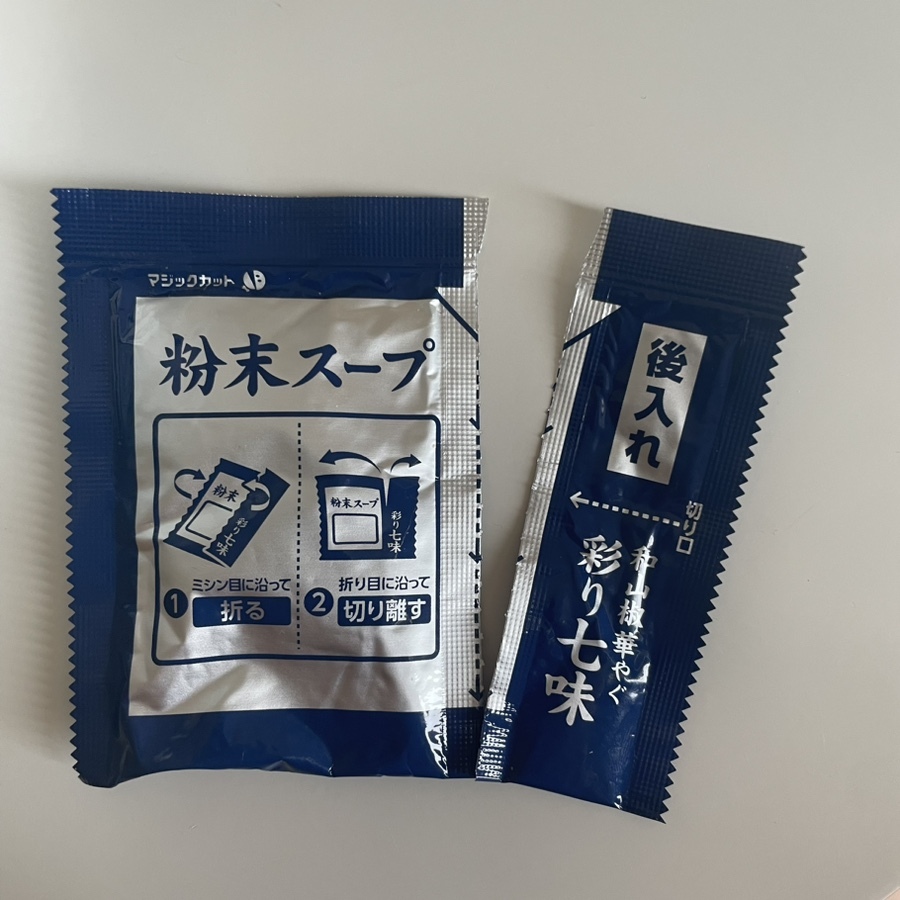 マジックカット
粉末スープ
粉末
彩り七味
粉末スープ
彩り七味
1 ミシン目に沿って
折る
2 折り目に沿って
切り離す
後入れ
切り口
和山椒華やぐ
彩り七味